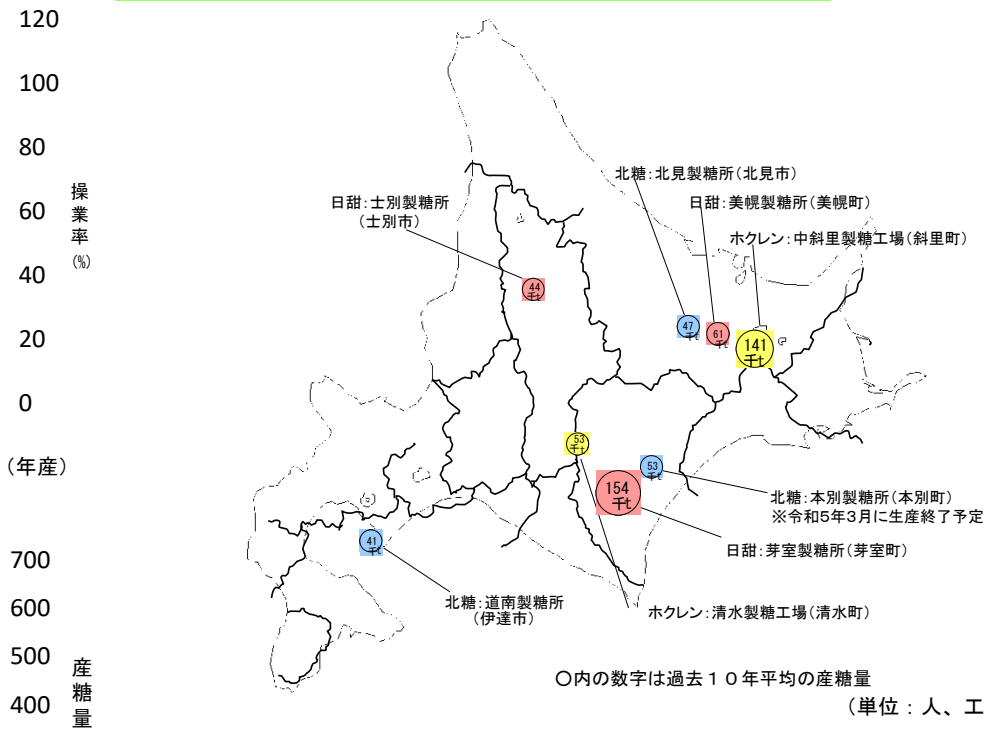 120
100
80
60
40
20
0
操業率
(%)
(年産)
700
600
500
400
産糖量
北糖:北見製糖所(北見市)
日甜:美幌製糖所(美幌町)
日甜:士別製糖所
(士別市)
ホクレン:中斜里製糖工場(斜里町)
44
千t
47
千t
61
千t
141
千t
53
千t
53
千t
154
千t
41
千t
北糖:本別製糖所(本別町)
※令和5年3月に生産終了予定
日甜:芽室製糖所(芽室町)
北糖:道南製糖所
(伊達市)
ホクレン:清水製糖工場(清水町)
〇内の数字は過去10年平均の産糖量
(単位:人、工